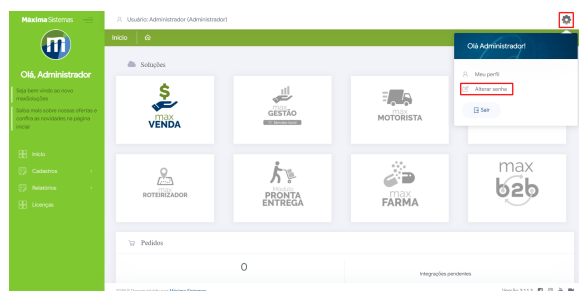 Máxima Sistemas
Usuário: Administrador (Administrador)
Início
Olá Administrador!
Meu perfil
Alterar senha
Sair
Olá, Administrador
Seja bem vindo ao novo
maxSoluções
Saiba mais sobre nossas ofertas e
confira as novidades na página
inicial
Início
Cadastros
Relatórios
Licenças
Soluções
max
VENDA
max
GESTÃO
max
MOTORISTA
max
ROTEIRIZADOR
PRONTA
ENTREGA
max
FARMA
max
b2b
Pedidos
0
Integrações pendentes